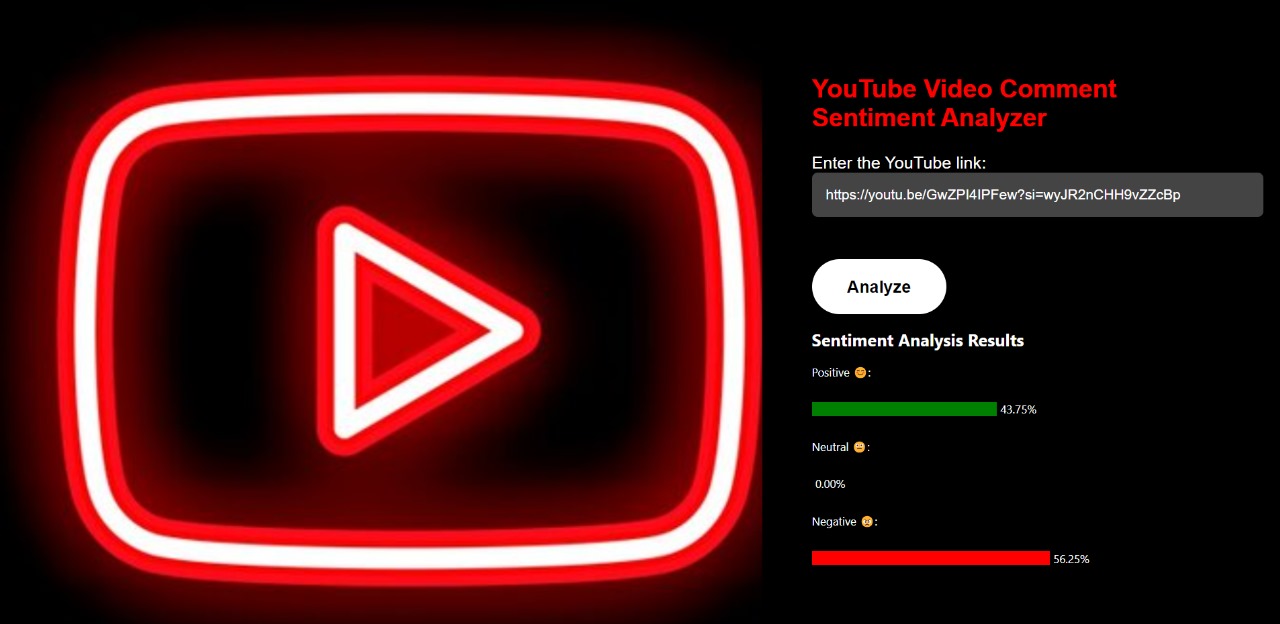 YouTube Video Comment
Sentiment Analyzer
Enter the YouTube link:
https://youtu.be/GwZPI4IPFew?si=wyJR2nCHH9vZZcBp
Analyze
Sentiment Analysis Results
Positive 😊:
43.75%
Neutral 😐:
0.00%
Negative 😠:
56.25%